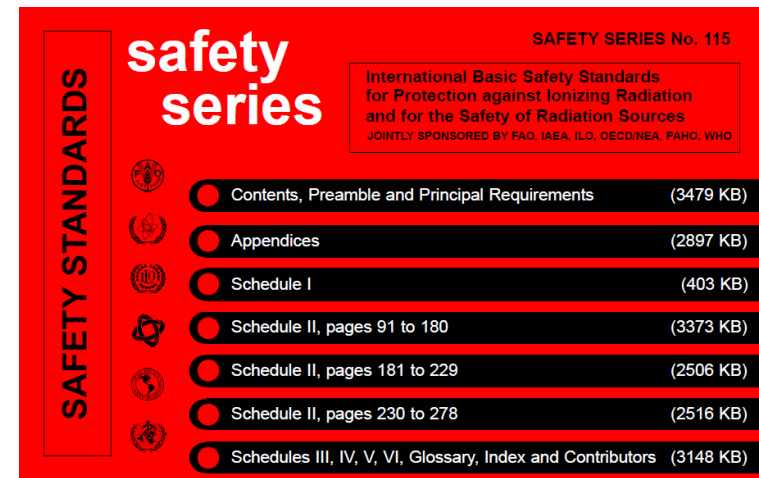 SAFETY STANDARDS
safety
series
SAFETY SERIES No. 115
International Basic Safety Standards
for Protection against Ionizing Radiation
and for the Safety of Radiation Sources
JOINTLY SPONSORED BY FAO, IAEA, ILO, OECD/NEA, PAHO, WHO
Contents, Preamble and Principal Requirements (3479 KB)
Appendices (2897 KB)
Schedule I (403 KB)
Schedule II, pages 91 to 180 (3373 KB)
Schedule II, pages 181 to 229 (2506 KB)
Schedule II, pages 230 to 278 (2516 KB)
Schedules III, IV, V, VI, Glossary, Index and Contributors (3148 KB)